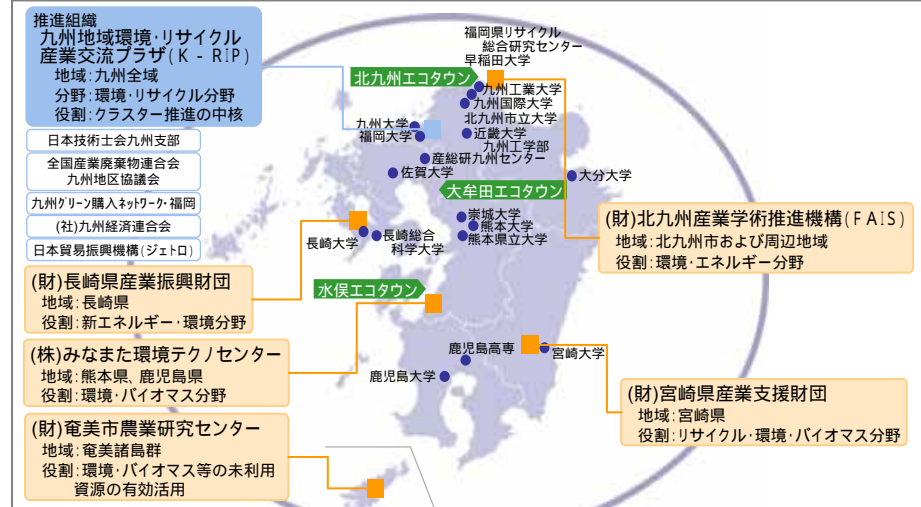 推進組織
九州地域環境・リサイクル
産業交流プラザ(K-RIP)
地域:九州全域
分野:環境・リサイクル分野
役割:クラスター推進の中核
日本技術士会九州支部
全国産業廃棄物連合会
九州地区協議会
九州グリーン購入ネットワーク・福岡
(社)九州経済連合会
日本貿易振興機構(ジェトロ)
(財)長崎県産業振興財団
地域:長崎県
役割:新エネルギー・環境分野
(株)みなまた環境テクノセンター
地域:熊本県、鹿児島県
役割:環境・バイオマス分野
(財)奄美市農業研究センター
地域:奄美諸島群
役割:環境・バイオマス等の未利用
資源の有効活用
福岡県リサイクル
総合研究センター
早稲田大学
北九州エコタウン
九州工業大学
九州国際大学
北九州市立大学
九州大学
福岡大学
近畿大学
九州工学部
産総研九州センター
佐賀大学
大分大学
大牟田エコタウン
崇城大学
熊本大学
熊本県立大学
長崎大学
長崎総合
科学大学
水俣エコタウン
鹿児島高専
宮崎大学
鹿児島大学
(財)北九州産業学術推進機構(FAIS)
地域:北九州市および周辺地域
役割:環境・エネルギー分野
(財)宮崎県産業支援財団
地域:宮崎県
役割:リサイクル・環境・バイオマス分野